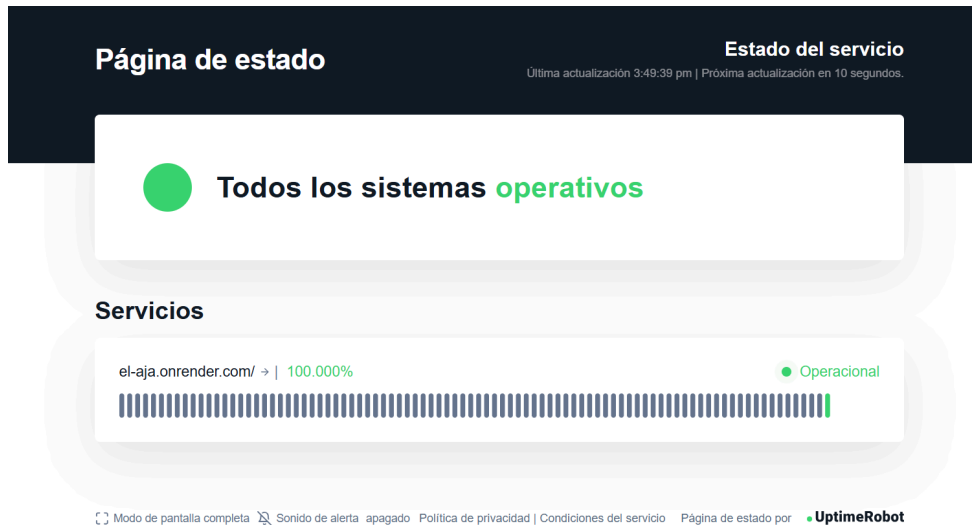 Página de estado
Estado del servicio
Última actualización 3:49:39 pm | Próxima actualización en 10 segundos.
Todos los sistemas operativos
Servicios
el-aja.onrender.com/ → | 100.000%
Operacional
Modo de pantalla completa Sonido de alerta apagado Política de privacidad | Condiciones del servicio Página de estado por UptimeRobot